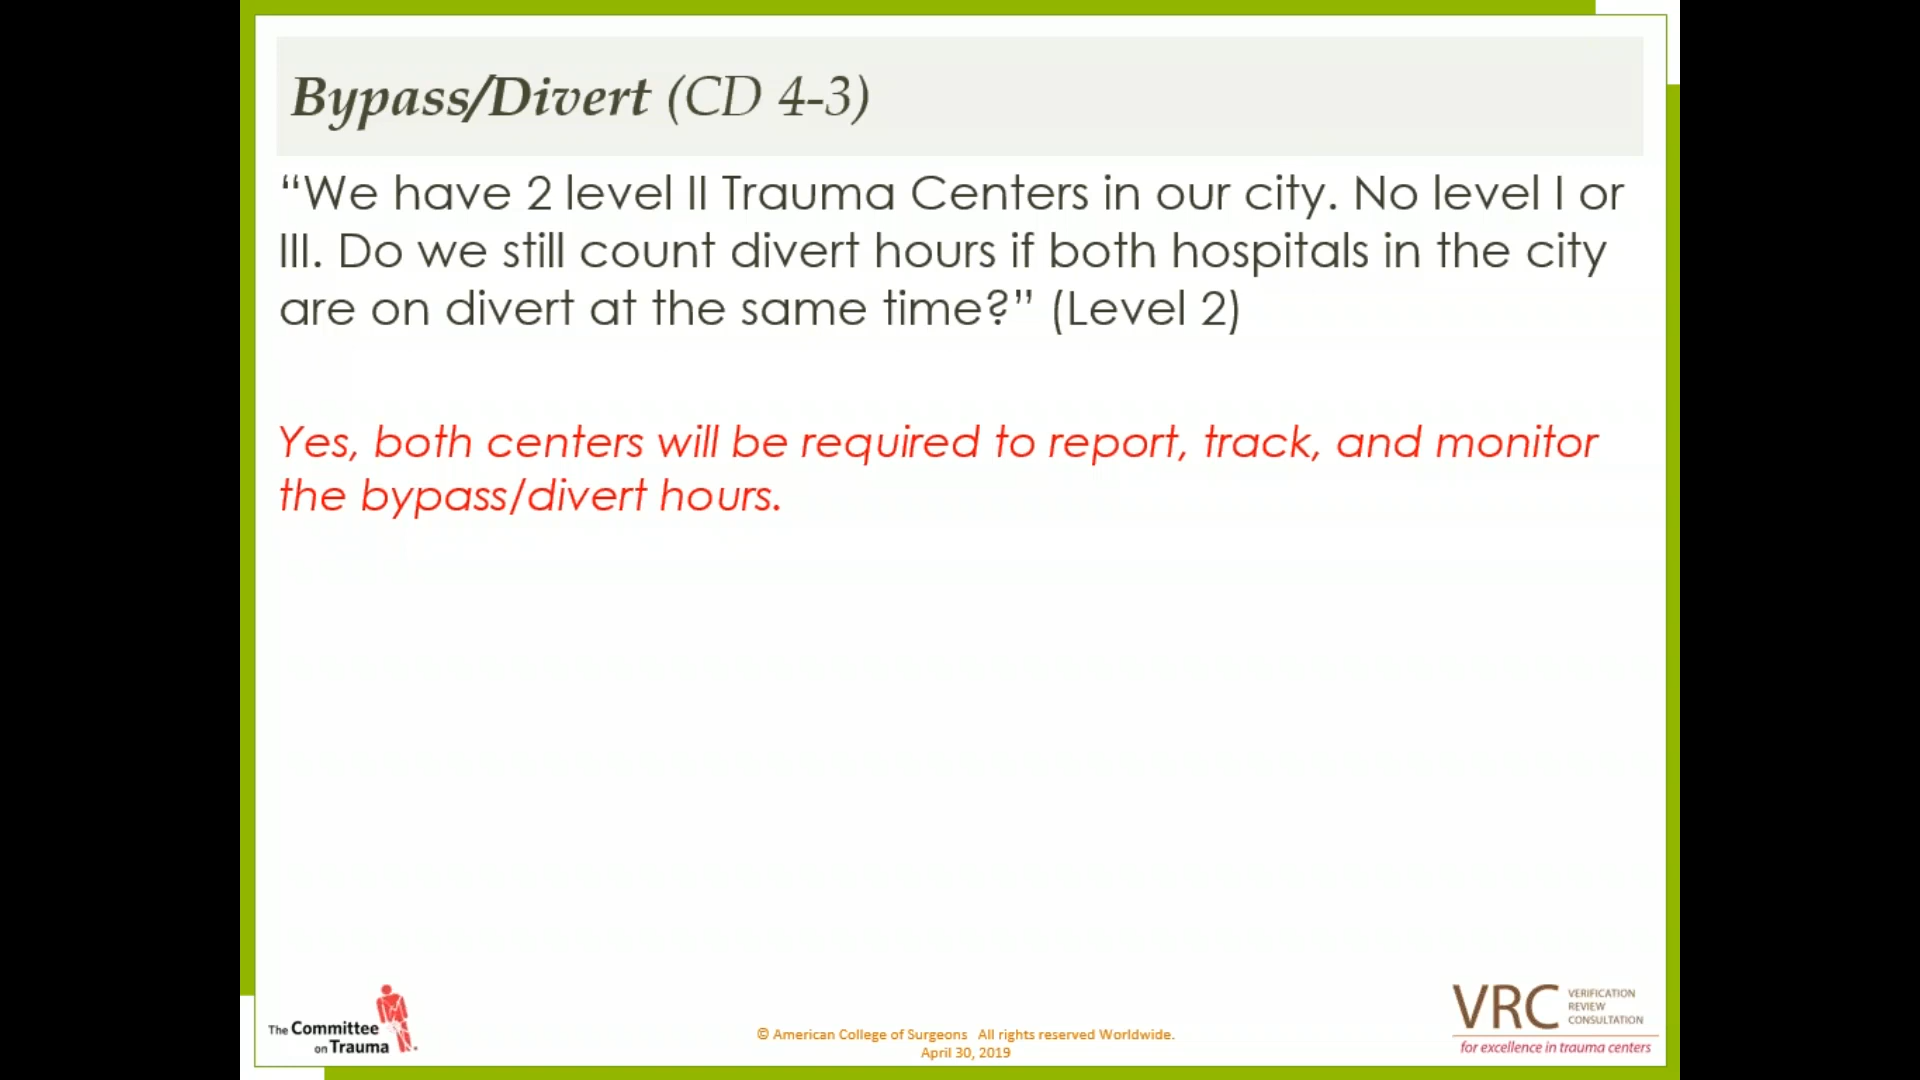 Bypass/Divert (CD 4-3)
“We have 2 level II Trauma Centers in our city. No level I or
III. Do we still count divert hours if both hospitals in the city
are on divert at the same time?” (Level 2)
Yes, both centers will be required to report, track, and monitor
the bypass/divert hours.
The Committee
on Trauma
© American College of Surgeons All rights reserved Worldwide.
April 30, 2019
VRC
VERIFICATION
REVIEW
CONSULTATION
for excellence in trauma centers